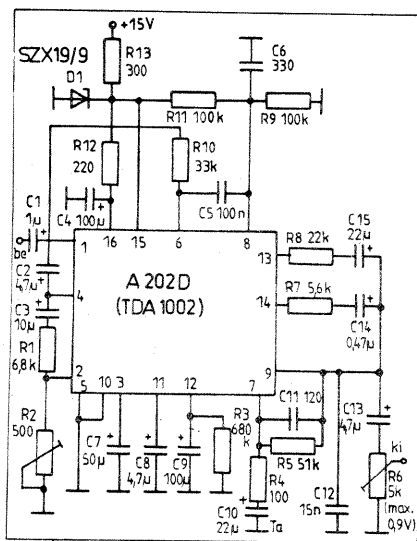 +15V
SZX19/9
R13
300
C6
330
D1
R11 100k
R9 100k
R12
220
R10
33k
C1
1µ
C4 100µ
+
C5 100n
+
be
1
16
15
6
8
13
R8 22k
C15
22µ
+
C2
4,7µ
+
4
A 202D
(TDA 1002)
14
R7 5,6k
+
C14
0,47µ
C3
10µ
+
R1
6,8k
2
5
10
3
11
12
7
9
R2
500
R3
680
k
C11 120
C13
4,7µ
+
ki
R5 51k
R4
100
R6
5k
(max.
0,9V)
C7
50µ
+
C8
4,7µ
+
C9
100µ
+
C10
22µ
+
Ta
C12
15n